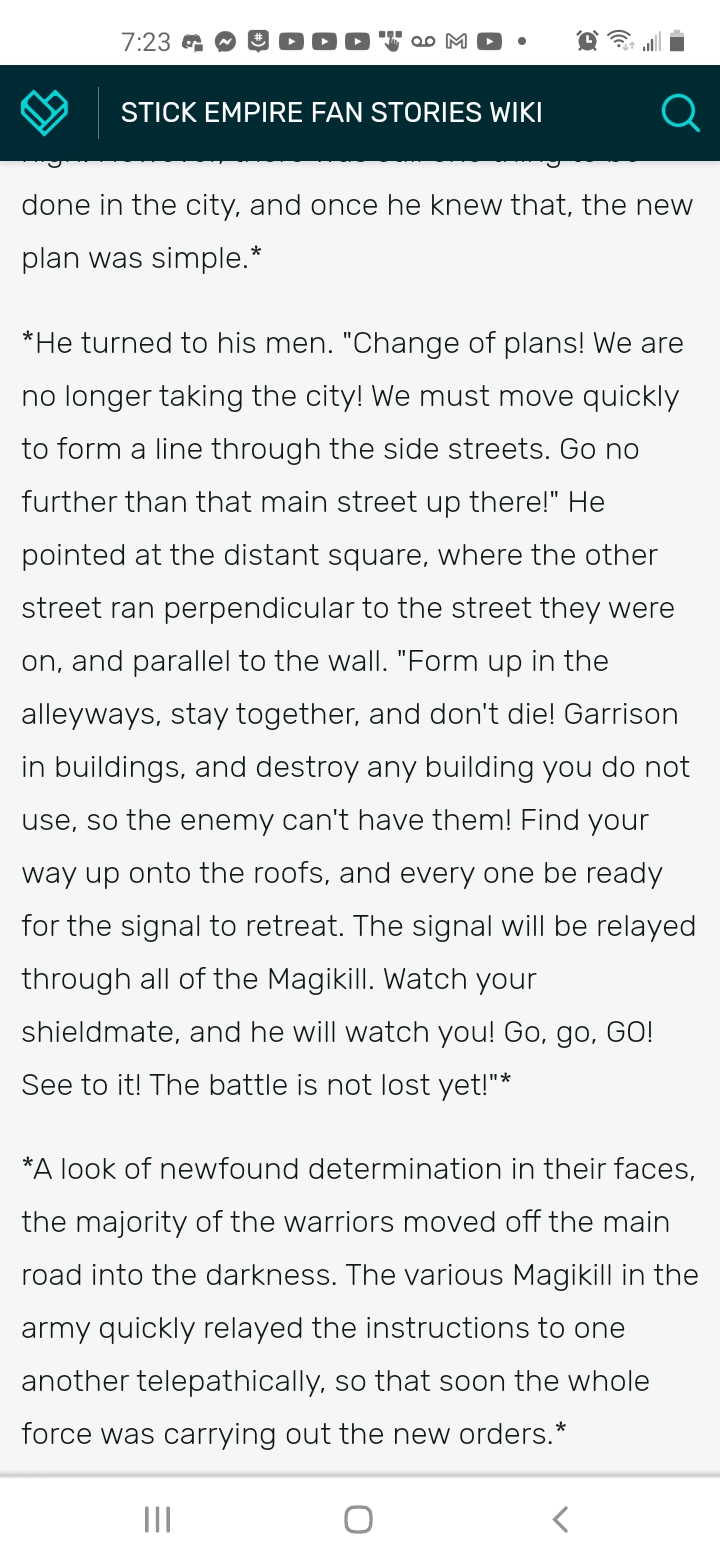 7:23
STICK EMPIRE FAN STORIES WIKI
done in the city, and once he knew that, the new
plan was simple.*
*He turned to his men. "Change of plans! We are
no longer taking the city! We must move quickly
to form a line through the side streets. Go no
further than that main street up there!" He
pointed at the distant square, where the other
street ran perpendicular to the street they were
on, and parallel to the wall. "Form up in the
alleyways, stay together, and don't die! Garrison
in buildings, and destroy any building you do not
use, so the enemy can't have them! Find your
way up onto the roofs, and every one be ready
for the signal to retreat. The signal will be relayed
through all of the Magikill. Watch your
shieldmate, and he will watch you! Go, go, GO!
See to it! The battle is not lost yet!"*
*A look of newfound determination in their faces,
the majority of the warriors moved off the main
road into the darkness. The various Magikill in the
army quickly relayed the instructions to one
another telepathically, so that soon the whole
force was carrying out the new orders.*